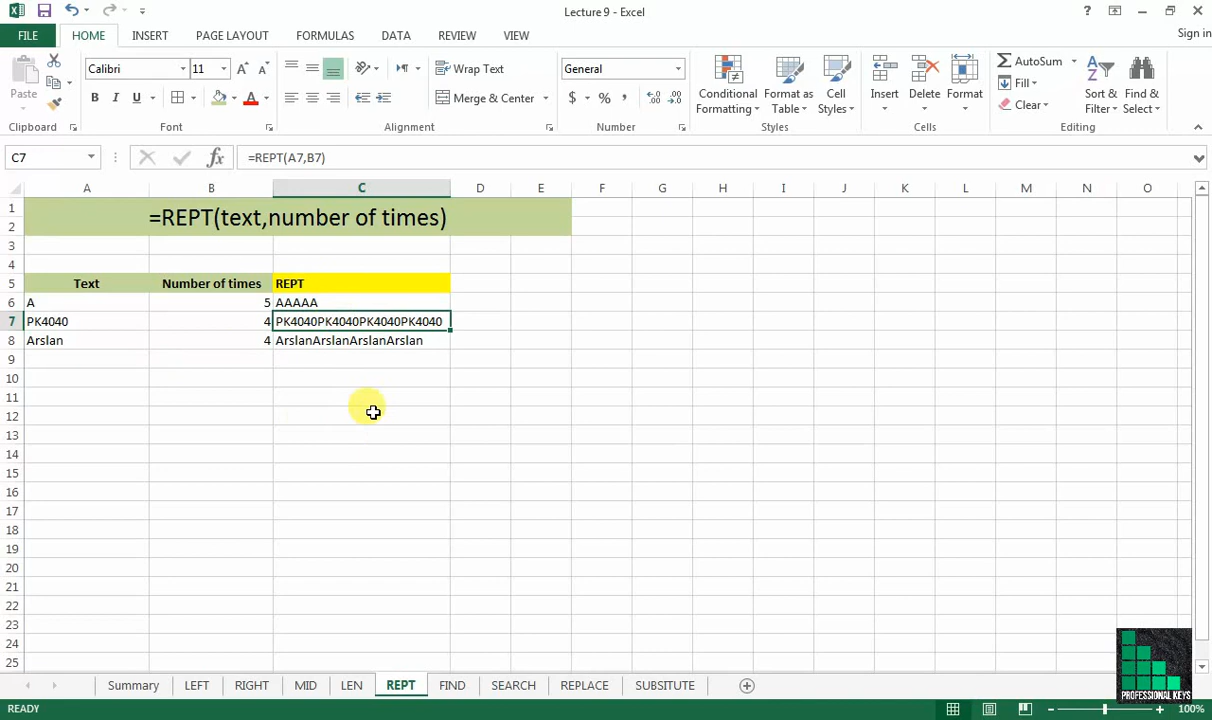 Lecture 9 - Excel
Sign in
FILE HOME INSERT PAGE LAYOUT FORMULAS DATA REVIEW VIEW
Paste
Calibri 11
B I U
A A
Wrap Text
Merge & Center
General
$ % ,
Conditional Formatting
Format as Table
Cell Styles
Insert Delete Format
AutoSum
Fill
Clear
Sort & Filter
Find & Select
Clipboard Font Alignment Number Styles Cells Editing
C7 fx =REPT(A7,B7)
A B C D E F G H I J K L M N O
1 =REPT(text,number of times)
2
3
4
5 Text Number of times REPT
6 A 5 AAAAA
7 PK4040 4 PK4040PK4040PK4040PK4040
8 Arslan 4 ArslanArslanArslanArslan
9
10
11
12
13
14
15
16
17
18
19
20
21
22
23
24
25
PROFESSIONAL KEYS
Summary LEFT RIGHT MID LEN REPT FIND SEARCH REPLACE SUBSITUTE
READY 100%